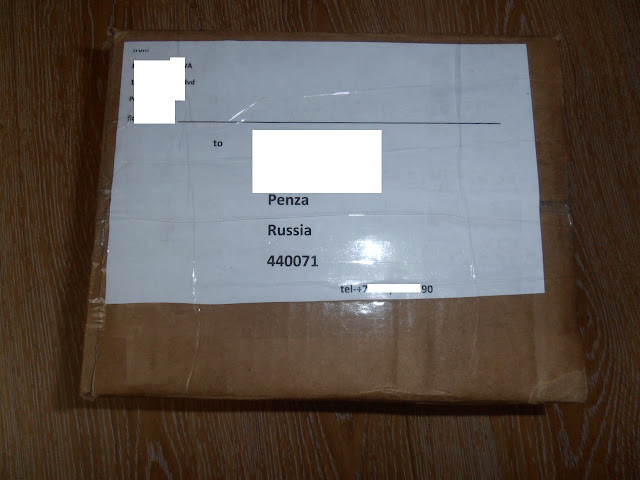 to
Penza
Russia
440071
tel-+7 90